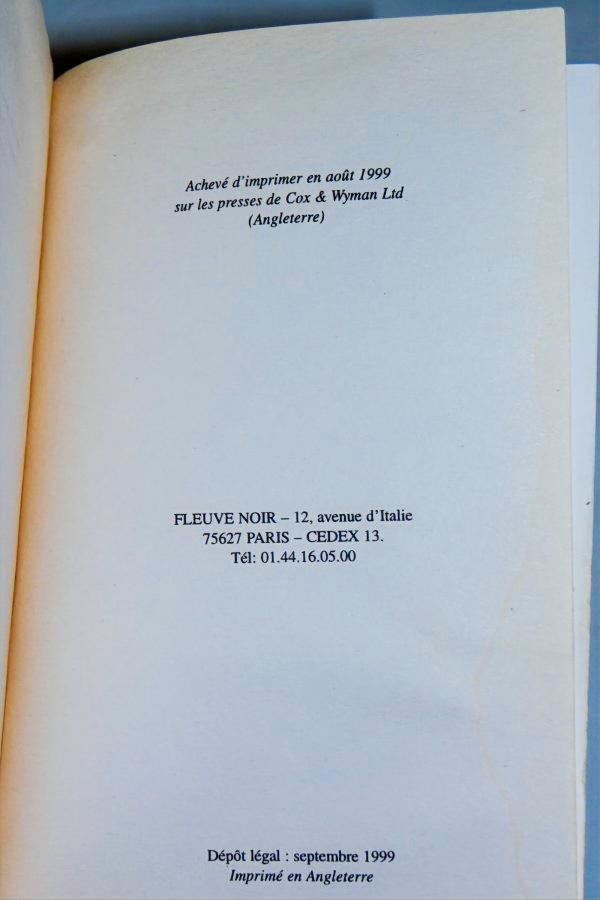 Achevé d'imprimer en août 1999
sur les presses de Cox & Wyman Ltd
(Angleterre)
FLEUVE NOIR – 12, avenue d'Italie
75627 PARIS – CEDEX 13.
Tél: 01.44.16.05.00
Dépôt légal : septembre 1999
Imprimé en Angleterre